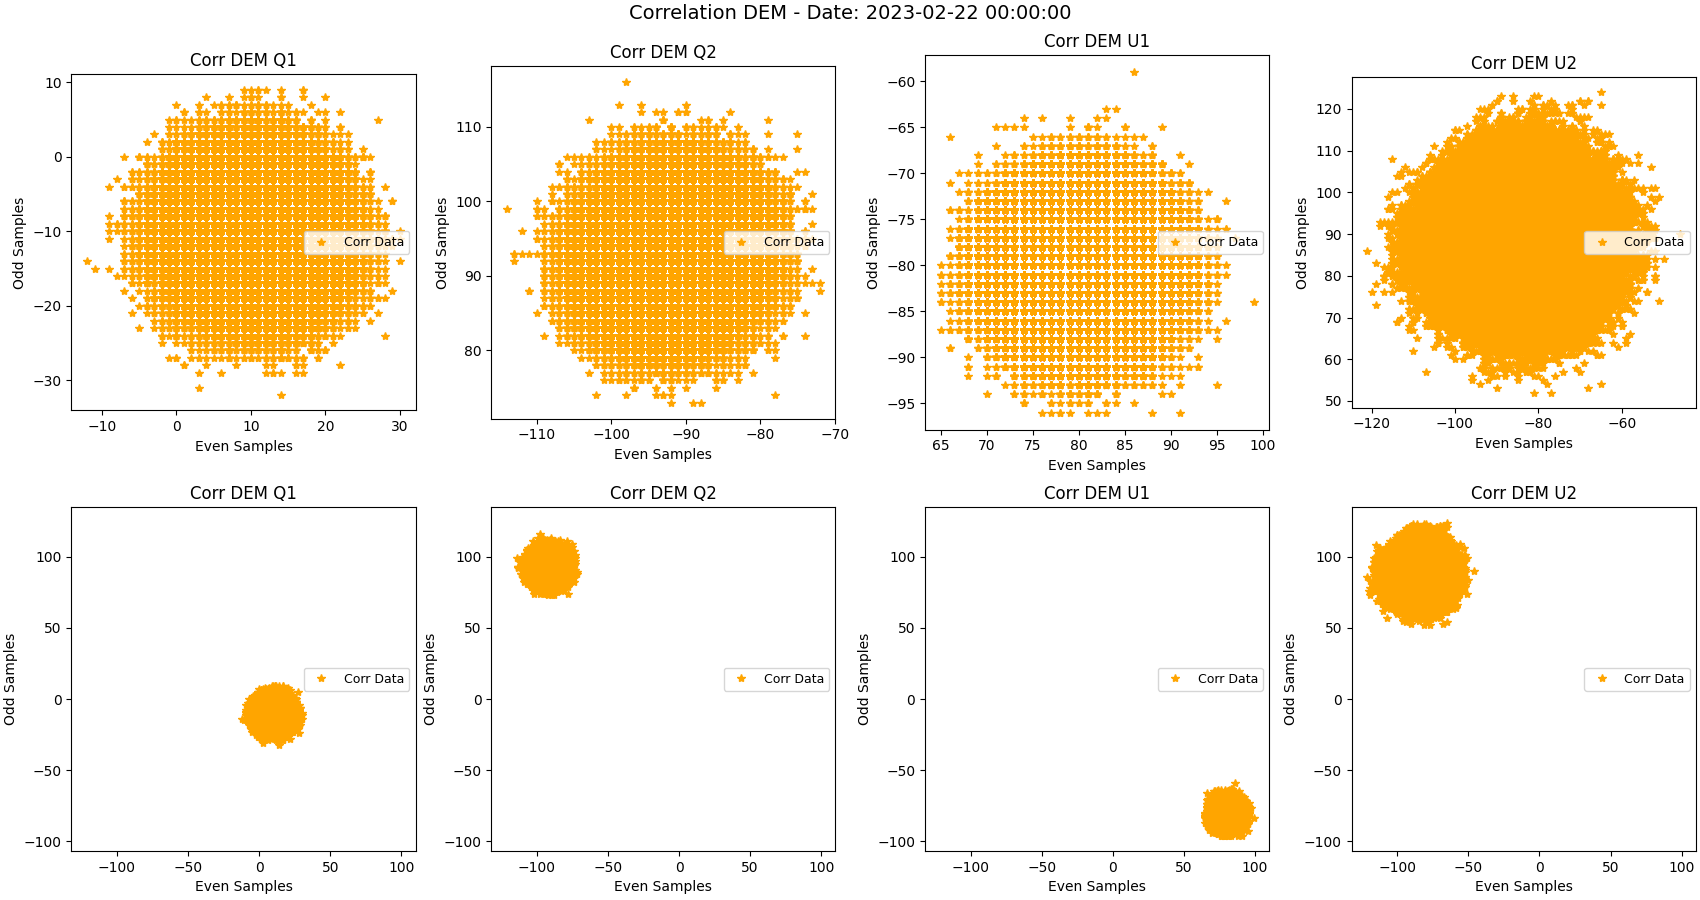 Correlation DEM - Date: 2023-02-22 00:00:00
Corr DEM Q1
10
0
−10
−20
−30
Odd Samples
−10
0
10
20
30
Even Samples
Corr Data
Corr DEM Q2
110
100
90
80
Odd Samples
−110
−100
−90
−80
−70
Even Samples
Corr Data
Corr DEM U1
−60
−65
−70
−75
−80
−85
−90
−95
Odd Samples
65
70
75
80
85
90
95
100
Even Samples
Corr Data
Corr DEM U2
120
110
100
90
80
70
60
50
Odd Samples
−120
−100
−80
−60
Even Samples
Corr Data
Corr DEM Q1
100
50
0
−50
−100
Odd Samples
−100
−50
0
50
100
Even Samples
Corr Data
Corr DEM Q2
100
50
0
−50
−100
Odd Samples
−100
−50
0
50
100
Even Samples
Corr Data
Corr DEM U1
100
50
0
−50
−100
Odd Samples
−100
−50
0
50
100
Even Samples
Corr Data
Corr DEM U2
100
50
0
−50
−100
Odd Samples
−100
−50
0
50
100
Even Samples
Corr Data